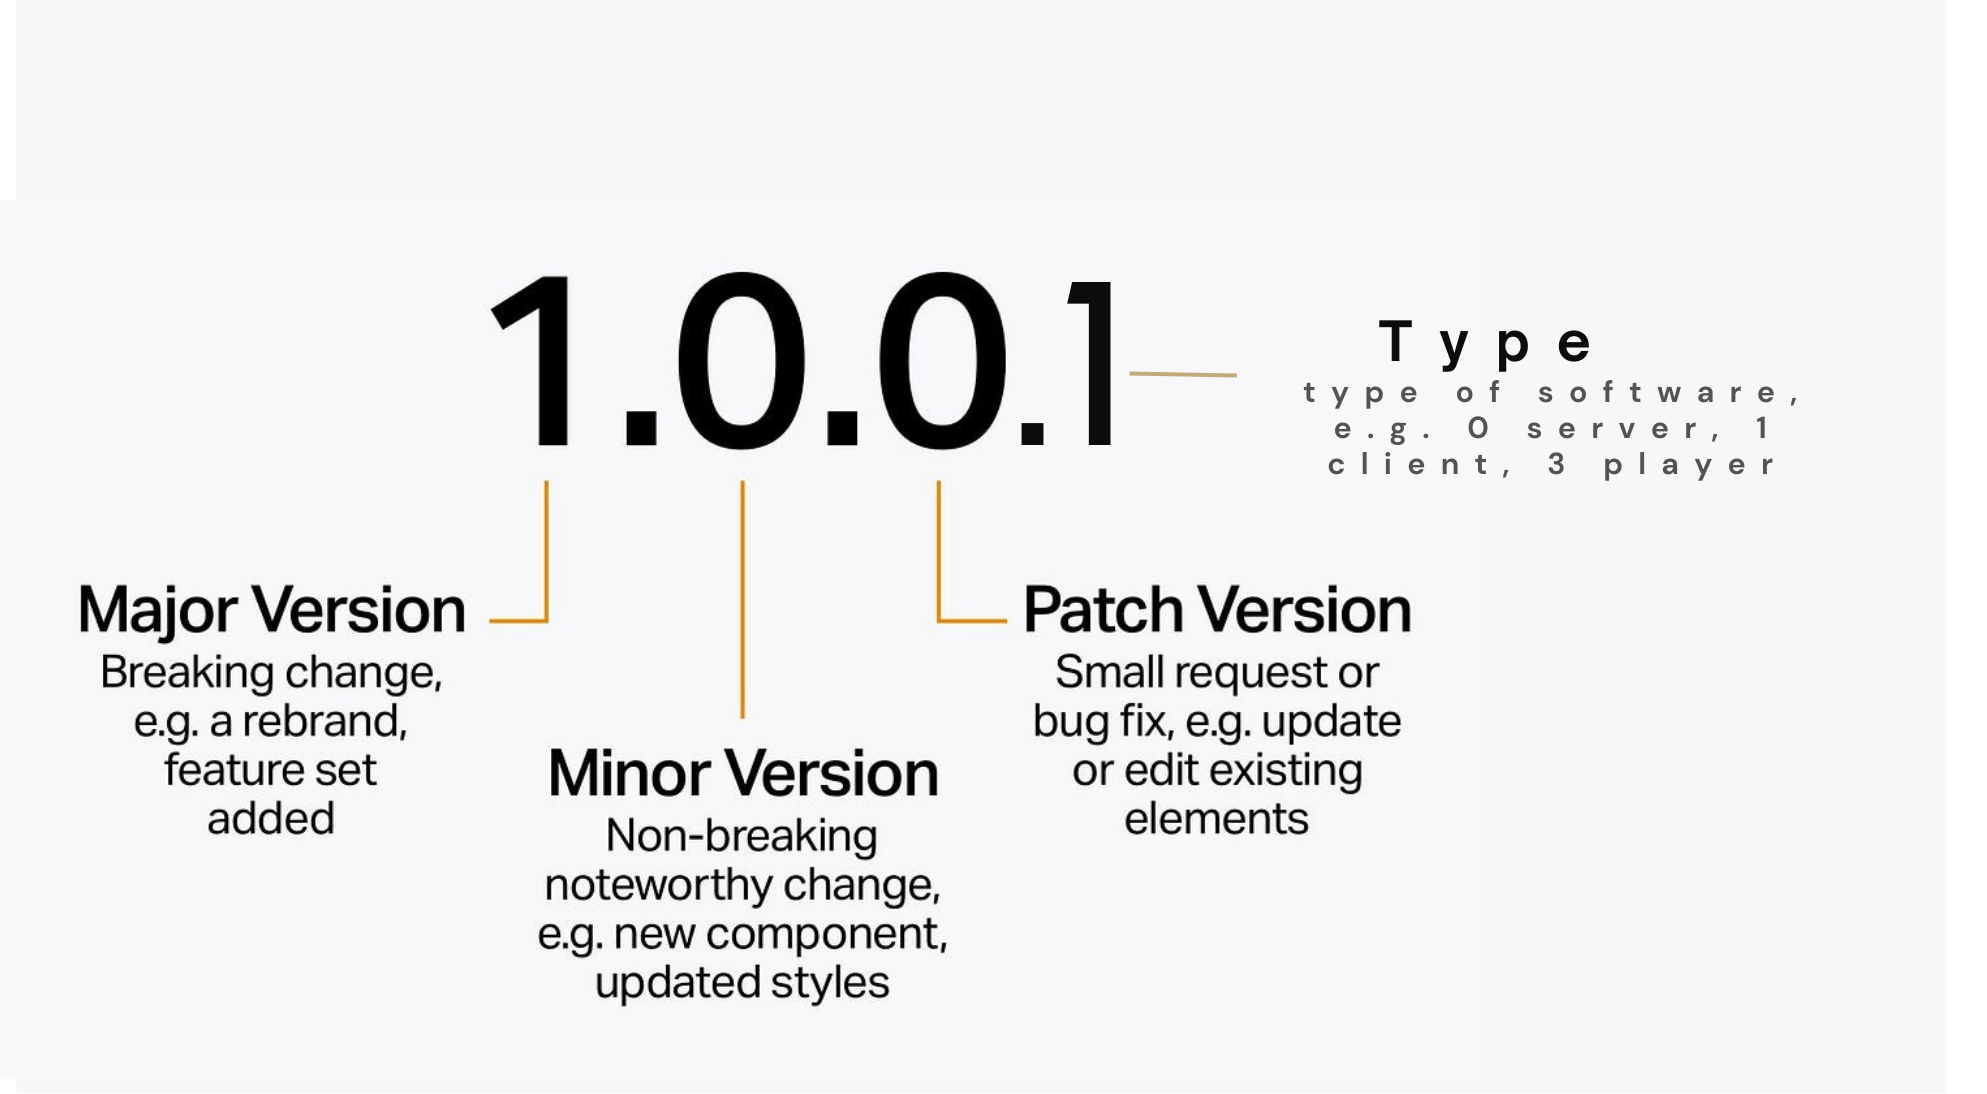 1.0.0.1
Type
type of software,
e.g. 0 server, 1
client, 3 player
Major Version
Breaking change,
e.g. a rebrand,
feature set
added
Minor Version
Non-breaking
noteworthy change,
e.g. new component,
updated styles
Patch Version
Small request or
bug fix, e.g. update
or edit existing
elements